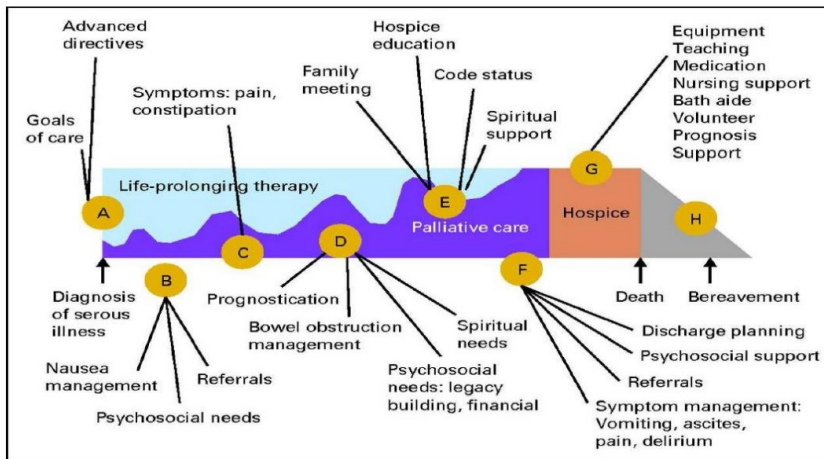 Advanced
directives
Goals
of care
Symptoms: pain,
constipation
Hospice
education
Family
meeting
Code status
Spiritual
support
Equipment
Teaching
Medication
Nursing support
Bath aide
Volunteer
Prognosis
Support
Life-prolonging therapy
A
B
C
D
E
F
G
H
Palliative care
Hospice
Diagnosis
of serous
illness
Death
Bereavement
Nausea
management
Psychosocial needs
Referrals
Prognostication
Bowel obstruction
management
Spiritual
needs
Psychosocial
needs: legacy
building, financial
Discharge planning
Psychosocial support
Referrals
Symptom management:
Vomiting, ascites,
pain, delirium